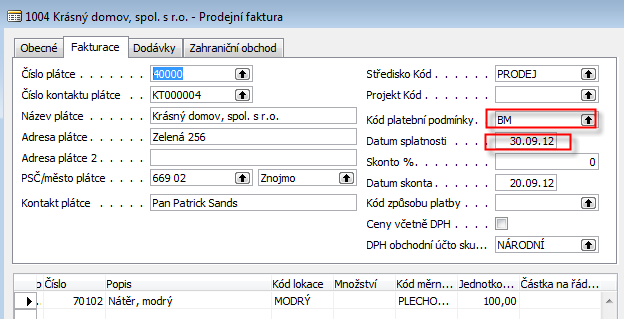 1004 Krásný domov, spol. s r.o. - Prodejní faktura
Obecné Fakturace Dodávky Zahraniční obchod
Číslo plátce . . . . . . . 40000
Číslo kontaktu plátce . KT000004
Název plátce . . . . . . . Krásný domov, spol. s r.o.
Adresa plátce . . . . . . Zelená 256
Adresa plátce 2 . . . . .
PSČ/město plátce . . . 669 02 Znojmo
Kontakt plátce . . . . . Pan Patrick Sands
Středisko Kód . . . . . . PRODEJ
Projekt Kód . . . . . . .
Kód platební podmínky . BM
Datum splatnosti . . . . 30.09.12
Skonto % . . . . . . . . . 0
Datum skonta . . . . . . 20.09.12
Kód způsobu platby . . .
Ceny včetně DPH . . . .
DPH obchodní účto sku... NÁRODNÍ
o Číslo Popis Kód lokace Množství Kód měrn... Jednotko... Částka na řád...
70102 Nátěr, modrý MODRÝ PLECHO... 100,00